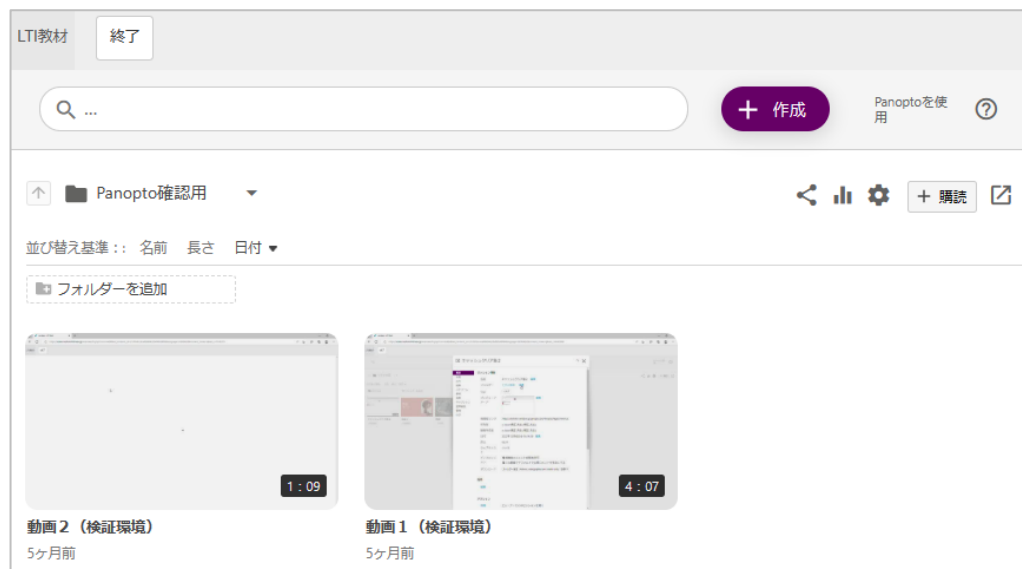 LTI教材 終了
... 作成 Panoptoを使
用
Panopto確認用 購読
並び替え基準:: 名前 長さ 日付
フォルダーを追加
1:09 4:07
動画2(検証環境) 動画1(検証環境)
5ヶ月前 5ヶ月前